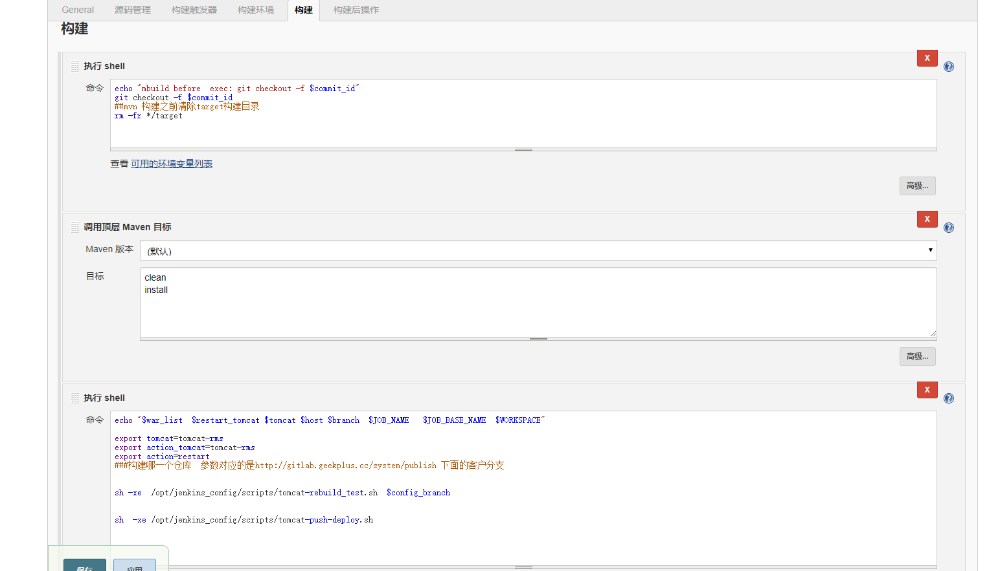 General 源码管理 构建触发器 构建环境 构建 构建后操作
构建
执行 shell
X
命令
echo "mbuild before  exec: git checkout -f $commit_id"
git checkout -f $commit_id
##mvn 构建之前清除target构建目录
rm -fr */target
查看 可用的环境变量列表
高级...
调用顶层 Maven 目标
X
Maven 版本
(默认)
目标
clean
install
高级...
执行 shell
X
命令
echo "$war_list  $restart_tomcat $tomcat $host $branch  $JOB_NAME   $JOB_BASE_NAME  $WORKSPACE"
export tomcat=tomcat-rms
export action_tomcat=tomcat-rms
export action=restart
###构建哪一个仓库  参数对应的是http://gitlab.geekplus.cc/system/publish 下面的客户分支
sh -xe  /opt/jenkins_config/scripts/tomcat-rebuild_test.sh  $config_branch
sh  -xe /opt/jenkins_config/scripts/tomcat-push-deploy.sh
保存 应用